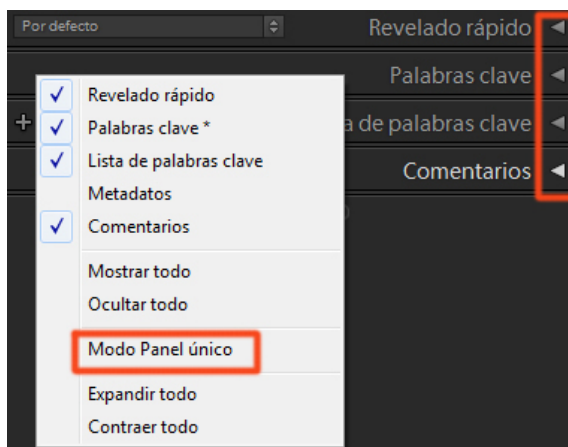 Por defecto
Revelado rápido
Palabras clave
a de palabras clave
Comentarios
Revelado rápido
Palabras clave *
Lista de palabras clave
Metadatos
Comentarios
Mostrar todo
Ocultar todo
Modo Panel único
Expandir todo
Contraer todo